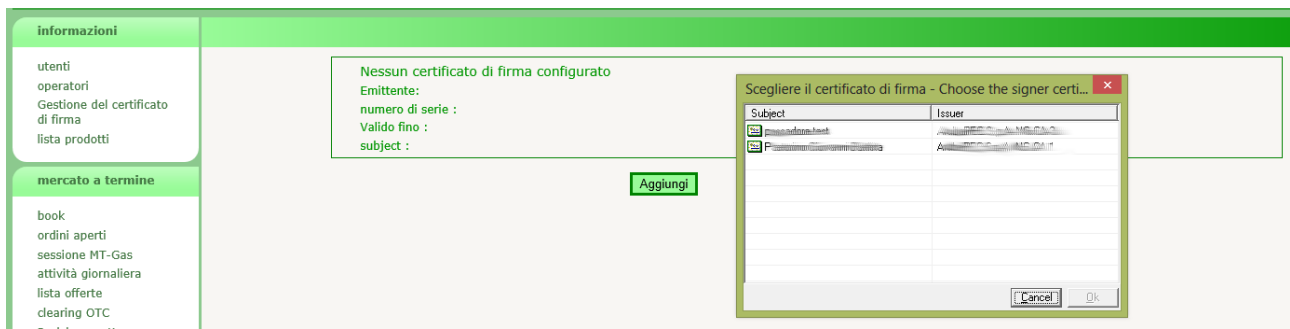 informazioni
utenti
operatori
Gestione del certificato
di firma
lista prodotti
mercato a termine
book
ordini aperti
sessione MT-Gas
attività giornaliera
lista offerte
clearing OTC
Nessun certificato di firma configurato
Emittente:
numero di serie :
Valido fino :
subject :
Aggiungi
Scegliere il certificato di firma - Choose the signer certi...
Subject Issuer
Cancel Ok